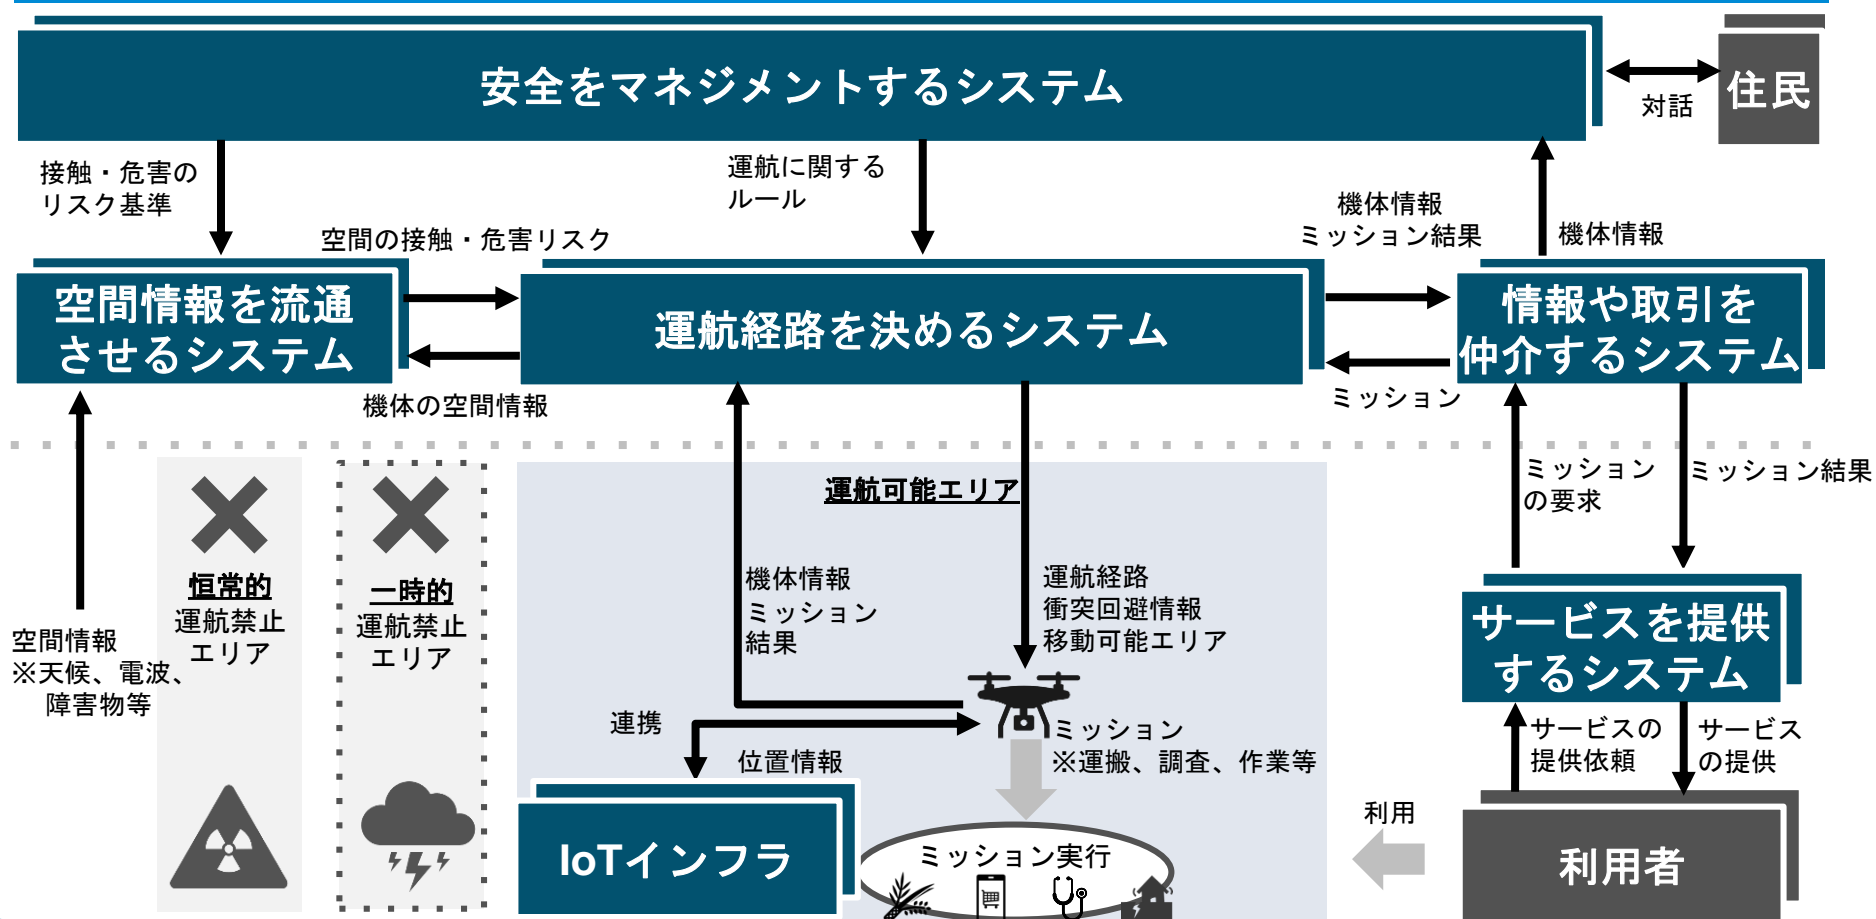 安全をマネジメントするシステム
対話
住民
接触・危害の
リスク基準
運航に関する
ルール
機体情報
ミッション結果
機体情報
空間の接触・危害リスク
空間情報を流通
させるシステム
運航経路を決めるシステム
情報や取引を
仲介するシステム
機体の空間情報
ミッション
運航可能エリア
ミッション
の要求
ミッション結果
恒常的
運航禁止
エリア
一時的
運航禁止
エリア
機体情報
ミッション
結果
運航経路
衝突回避情報
移動可能エリア
空間情報
※天候、電波、
障害物等
サービスを提供
するシステム
連携
位置情報
ミッション
※運搬、調査、作業等
サービスの
提供依頼
サービス
の提供
IoTインフラ
ミッション実行
利用
利用者